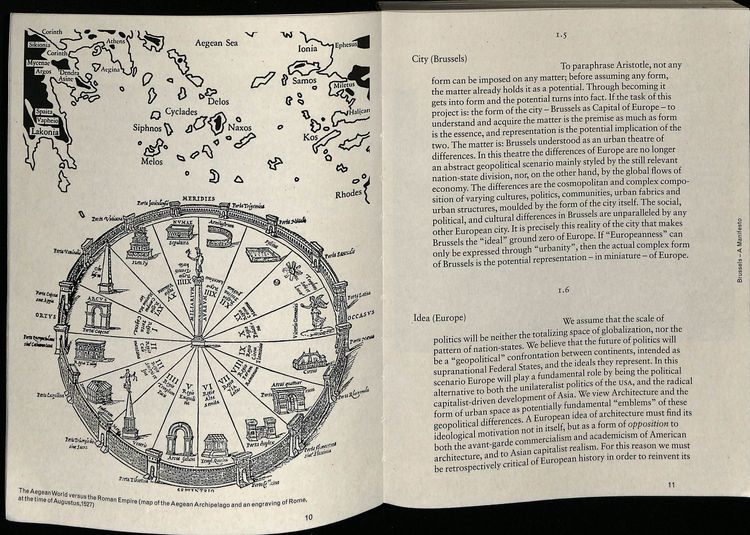 Corinth
Athens
Aegean Sea
Ionia
Ephesus
Sikionia
Corinth
Mycenae
Argos
Dendra
Asine
Aigina
Samos
Miletus
Delos
Cyclades
Siphnos
Naxos
Melos
Kos
Lakonia
Rhodes
MERIDIES
OCCASUS
ORTUS
The Aegean World versus the Roman Empire (map of the Aegean Archipelago and an engraving of Rome,
at the time of Augustus,1527)
10
1.5
City (Brussels)
To paraphrase Aristotle, not any
form can be imposed on any matter; before assuming any form,
the matter already holds it as a potential. Through becoming it
gets into form and the potential turns into fact. If the task of this
project is: the form of the city – Brussels as Capital of Europe – to
understand and acquire the matter is the premise as much as form
is the essence, and representation is the potential implication of the
two. The matter is: Brussels understood as an urban theatre of
differences. In this theatre the differences of Europe are no longer
an abstract geopolitical scenario mainly styled by the still relevant
nation-state division, nor, on the other hand, by the global flows of
economy. The differences are the cosmopolitan and complex compo-
sition of varying cultures, politics, communities, urban fabrics and
urban structures, moulded by the form of the city itself. The social,
political, and cultural differences in Brussels are unparalleled by any
other European city. It is precisely this reality of the city that makes
Brussels the "ideal" ground zero of Europe. If "Europeanness" can
only be expressed through "urbanity", then the actual complex form
of Brussels is the potential representation – in miniature – of Europe.
1.6
Idea (Europe)
We assume that the scale of
politics will be neither the totalizing space of globalization, nor the
pattern of nation-states. We believe that the future of politics will
be a "geopolitical" confrontation between continents, intended as
supranational Federal States, and the ideals they represent. In this
scenario Europe will play a fundamental role by being the political
alternative to both the unilateralist politics of the USA, and the radical
capitalist-driven development of Asia. We view Architecture and the
form of urban space as potentially fundamental "emblems" of these
geopolitical differences. A European idea of architecture must find its
ideological motivation not in itself, but as a form of opposition to
both the avant-garde commercialism and academicism of American
architecture, and to Asian capitalist realism. For this reason we must
be retrospectively critical of European history in order to reinvent its
11
Brussels – A Manifesto